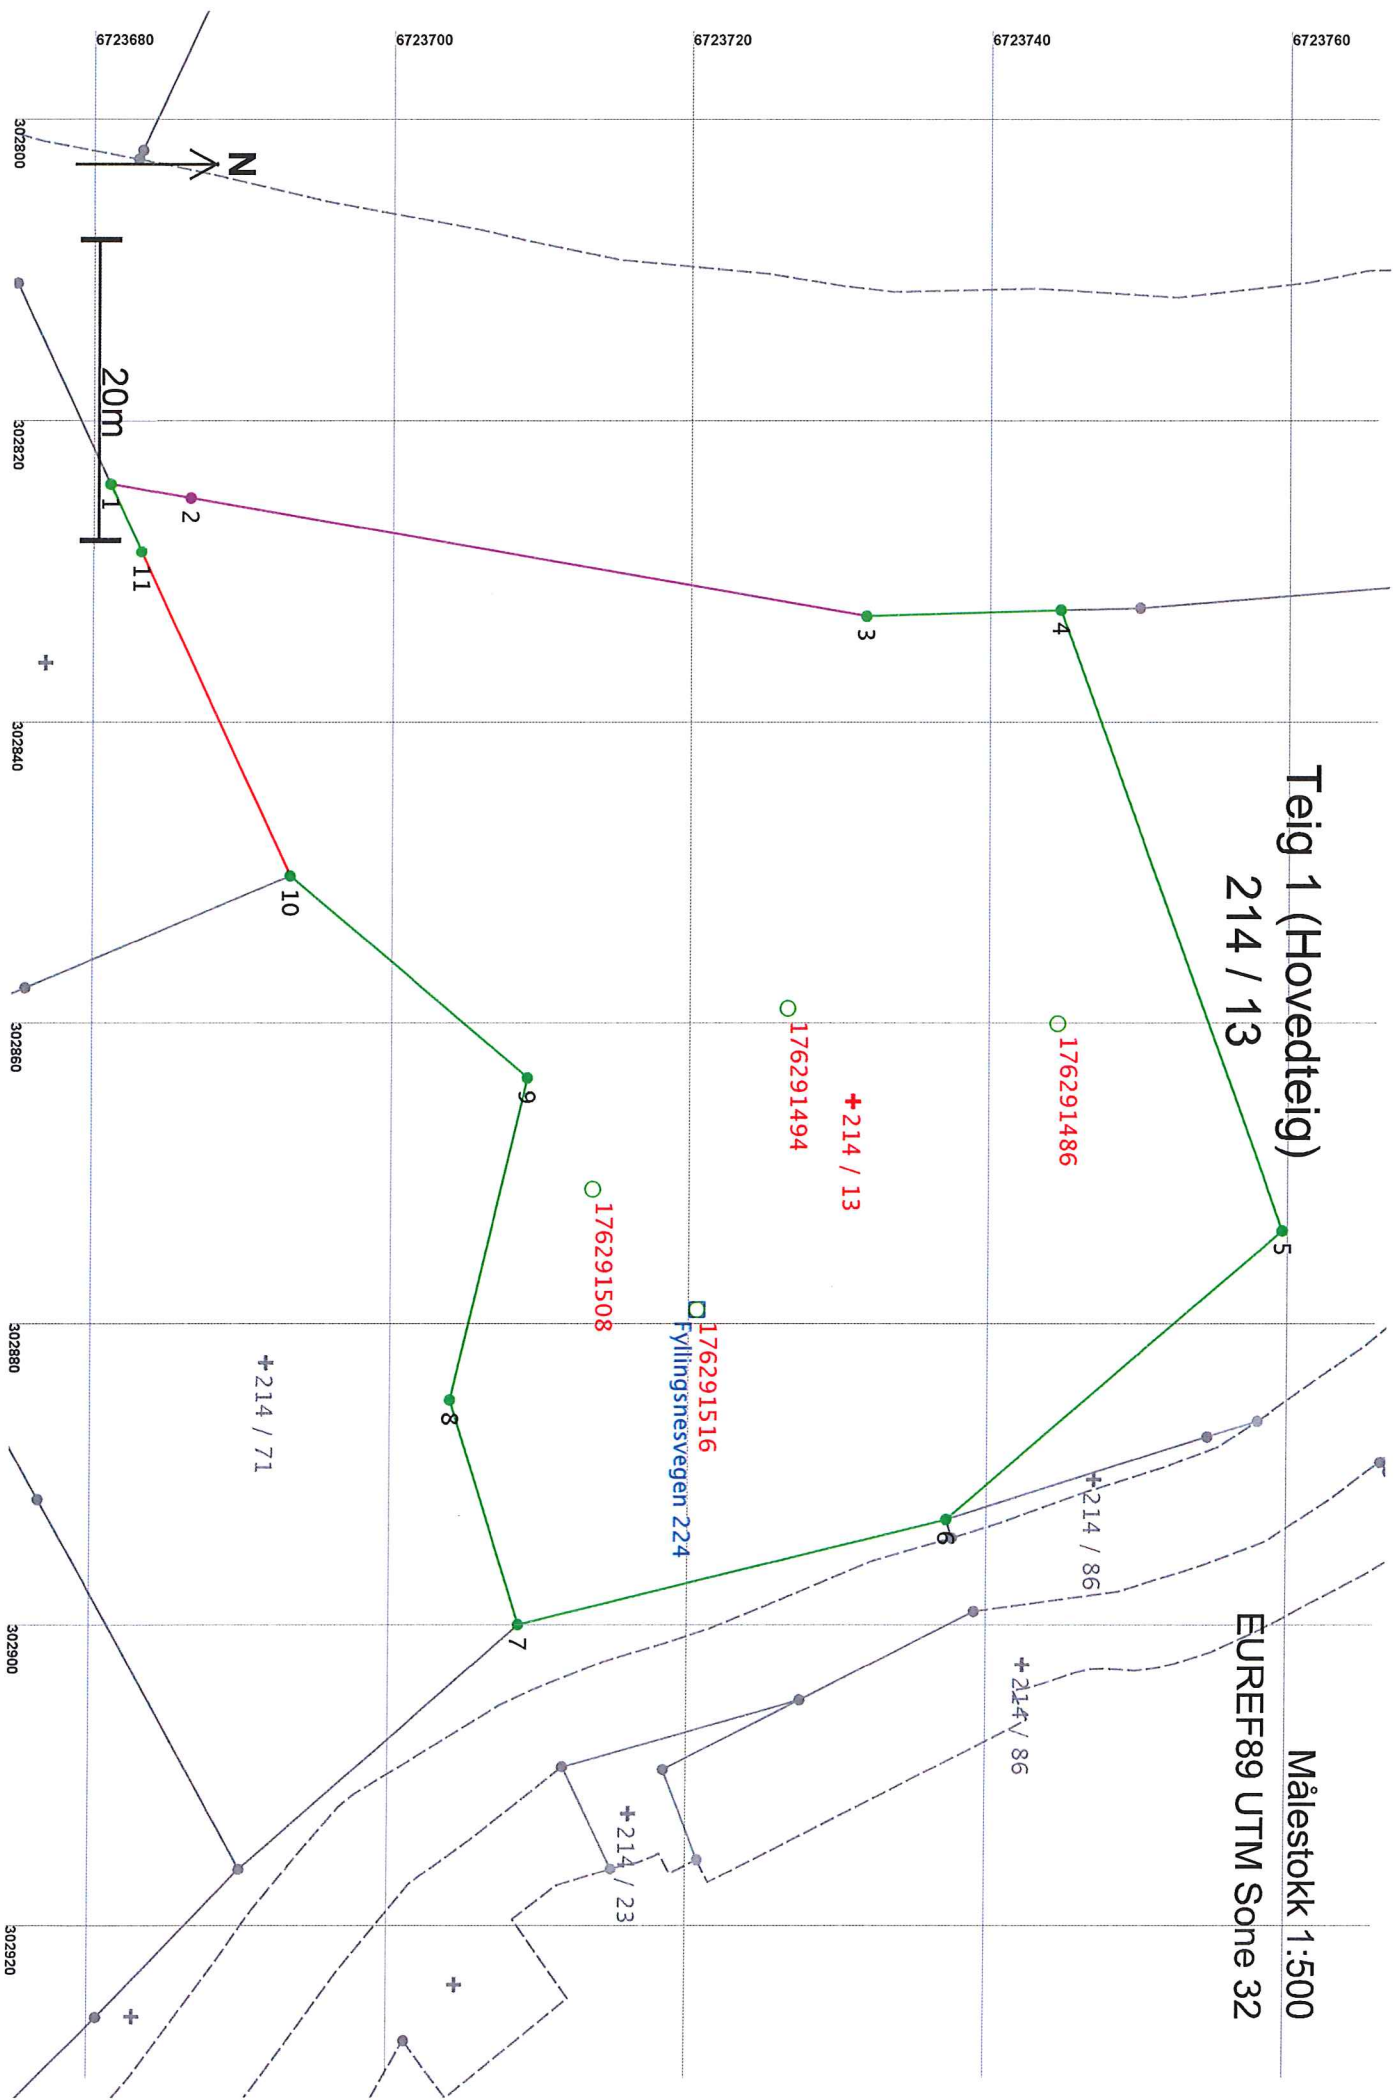 Teig 1 (Hovedteig)
214 / 13
Målestokk 1:500
EUREF89 UTM Sone 32
6723760
6723740
6723720
6723700
6723680
302800
302820
302840
302860
302880
302900
302920
N
20m
1
2
3
4
5
6
7
8
9
10
11
176291486
+214 / 13
176291494
176291516
Fyllingsnesvegen 224
176291508
+214 / 71
+214 / 86
+214 / 86
+214 / 23